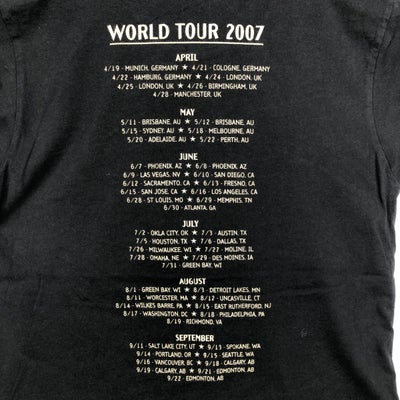 WORLD TOUR 2007
APRIL
4/19 - MUNICH, GERMANY ★ 4/21 - COLOGNE, GERMANY
4/22 - HAMBURG, GERMANY ★ 4/24 - LONDON, UK
4/25 - LONDON, UK ★ 4/26 - BIRMINGHAM, UK
4/28 - MANCHESTER, UK
MAY
5/11 - BRISBANE, AU ★ 5/12 - BRISBANE, AU
5/15 - SYDNEY, AU ★ 5/18 - MELBOURNE, AU
5/20 - ADELAIDE, AU ★ 5/22 - PERTH, AU
JUNE
6/7 - PHOENIX, AZ ★ 6/8 - PHOENIX, AZ
6/9 - LAS VEGAS, NV ★ 6/10 - SAN DIEGO, CA
6/12 - SACRAMENTO, CA ★ 6/13 - FRESNO, CA
6/15 - SAN JOSE, CA ★ 6/16 - LOS ANGELES, CA
6/28 - ST LOUIS, MO ★ 6/29 - MEMPHIS, TN
6/30 - ATLANTA, GA
JULY
7/2 - OKLA CITY, OK ★ 7/3 - AUSTIN, TX
7/5 - HOUSTON, TX ★ 7/6 - DALLAS, TX
7/26 - MILWAUKEE, WI ★ 7/27 - MOLINE, IL
7/28 - OMAHA, NE ★ 7/29 - DES MOINES, IA
7/31 - GREEN BAY, WI
AUGUST
8/1 - GREEN BAY, WI ★ 8/3 - DETROIT LAKES, MN
8/11 - WORCESTER, MA ★ 8/12 - UNCASVILLE, CT
8/14 - WILKES BARRE, PA ★ 8/15 - EAST RUTHERFORD, NJ
8/17 - WASHINGTON, DC ★ 8/18 - PHILADELPHIA, PA
8/19 - RICHMOND, VA
SEPTEMBER
9/11 - SALT LAKE CITY, UT ★ 9/13 - SPOKANE, WA
9/14 - PORTLAND, OR ★ 9/15 - SEATTLE, WA
9/16 - VANCOUVER, BC ★ 9/18 - CALGARY, AB
9/19 - CALGARY, AB ★ 9/21 - EDMONTON, AB
9/22 - EDMONTON, AB